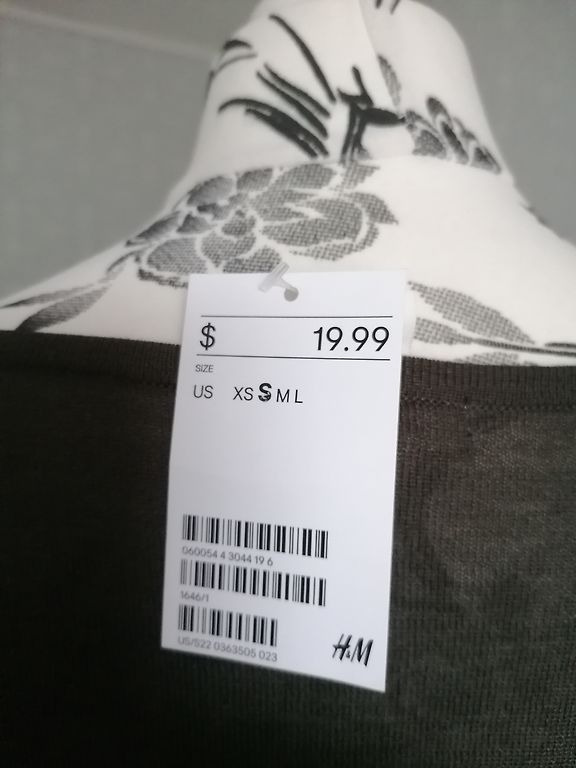 $ 19.99
SIZE
US XS S M L
060054 4 3044 19 6
1646/1
US/S22 0363505 023
H&M